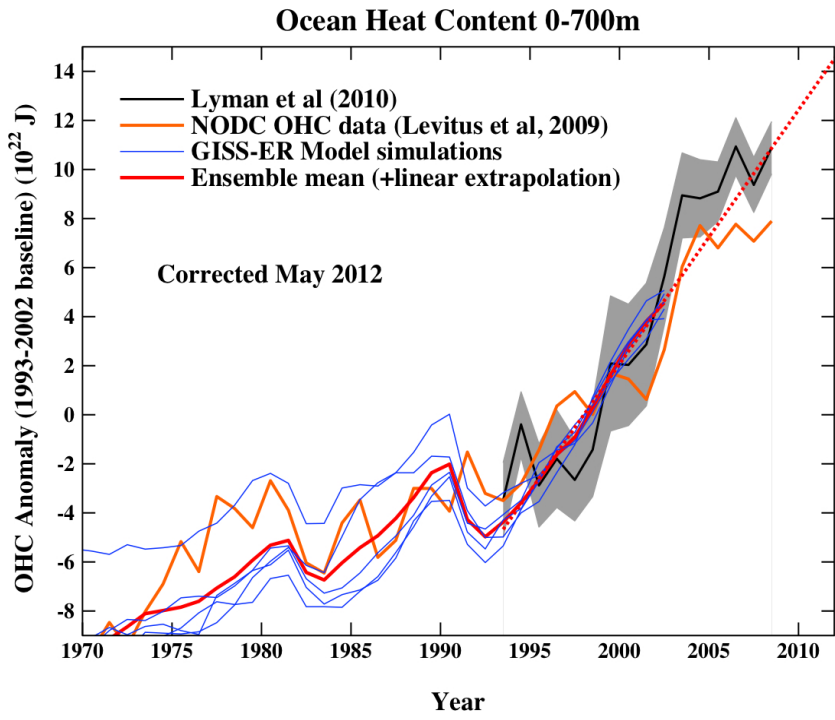 Ocean Heat Content 0-700m
OHC Anomaly (1993-2002 baseline) (10²² J)
14
12
10
8
6
4
2
0
-2
-4
-6
-8
Lyman et al (2010)
NODC OHC data (Levitus et al, 2009)
GISS-ER Model simulations
Ensemble mean (+linear extrapolation)
Corrected May 2012
1970 1975 1980 1985 1990 1995 2000 2005 2010
Year